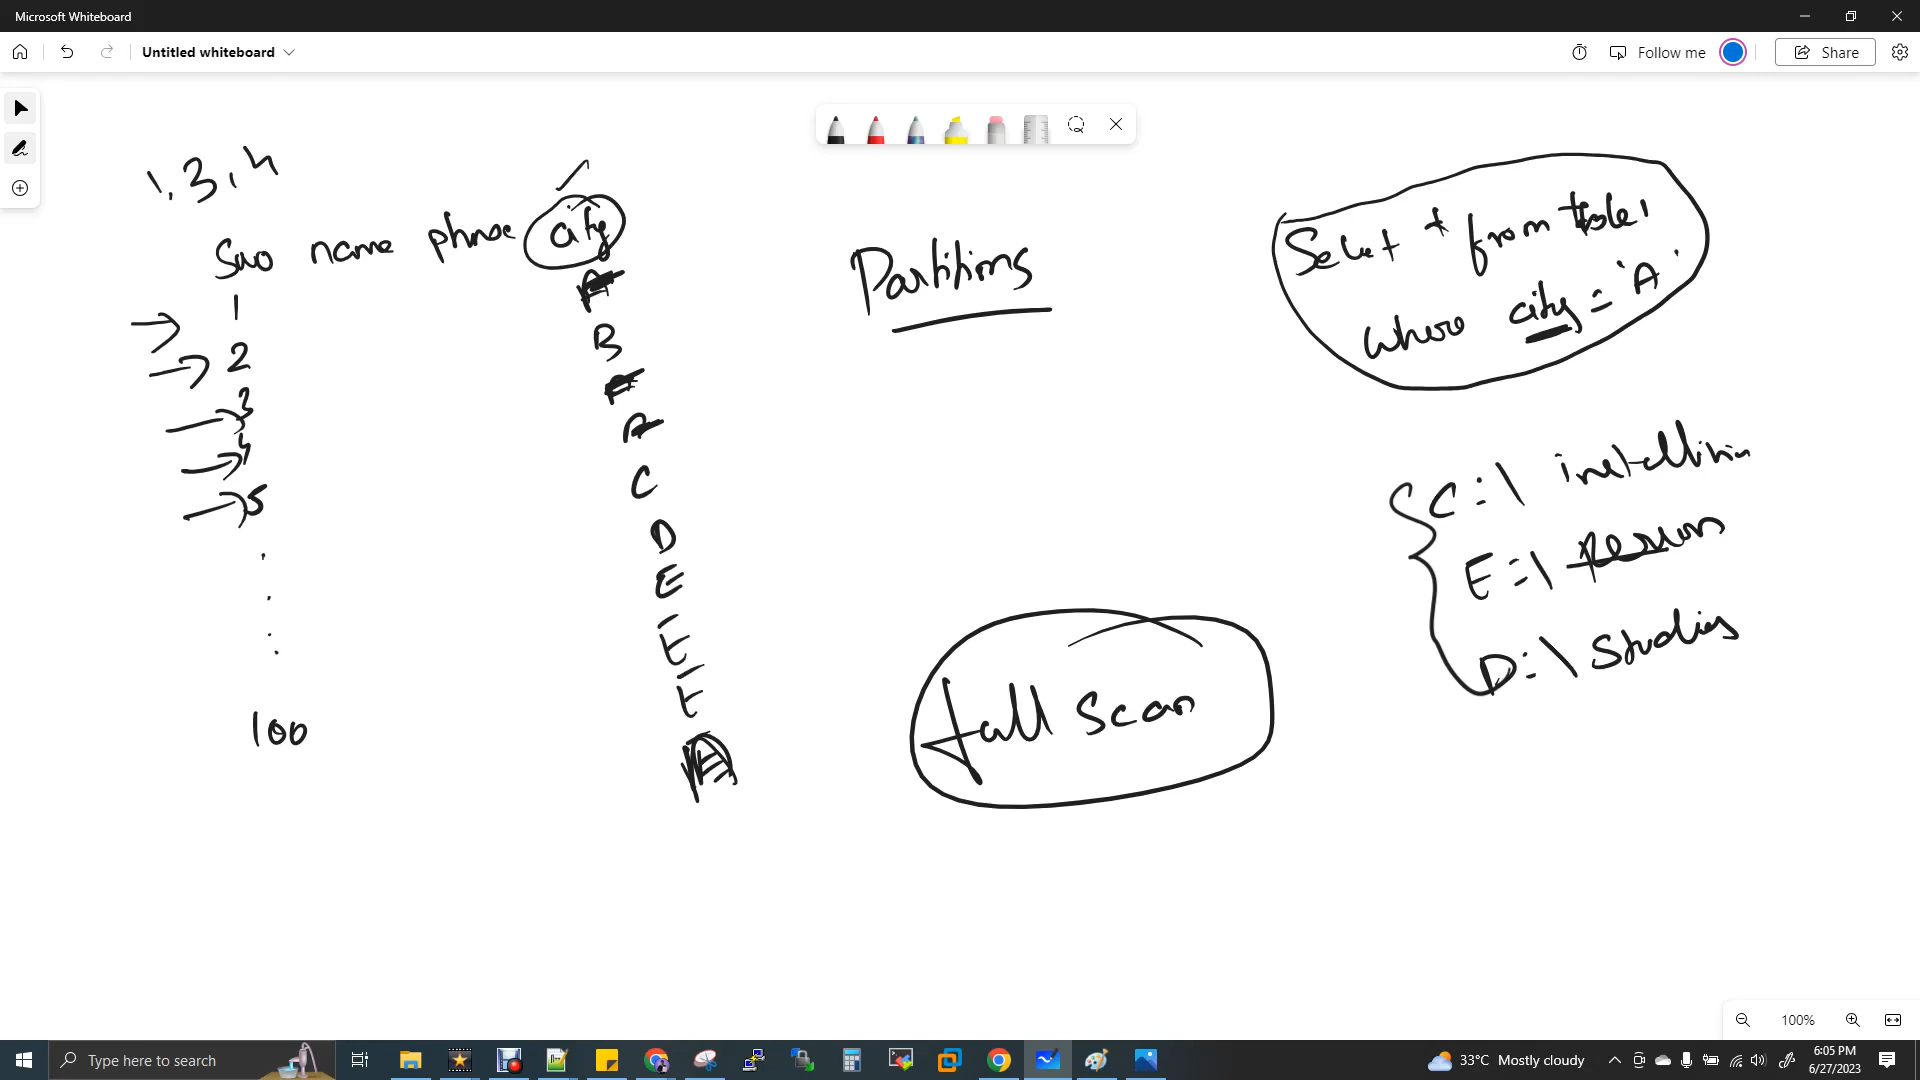 Microsoft Whiteboard
Untitled whiteboard
Follow me
Share
1, 3, 4
Sno name phnoe city
1
2
3
4
5
.
.
.
.
100
A
B
A
A
C
D
E
E
E
A
Partitions
Select * from table1
where city = 'A'
full scan
C:\
E:\
D:\ Studies
100%
Type here to search
33°C Mostly cloudy
6:05 PM
6/27/2023